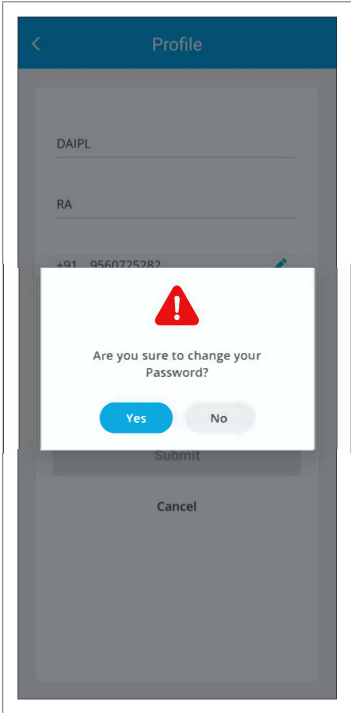 Profile
DAIPL
RA
+91 9560725282
Are you sure to change your
Password?
Yes No
Submit
Cancel